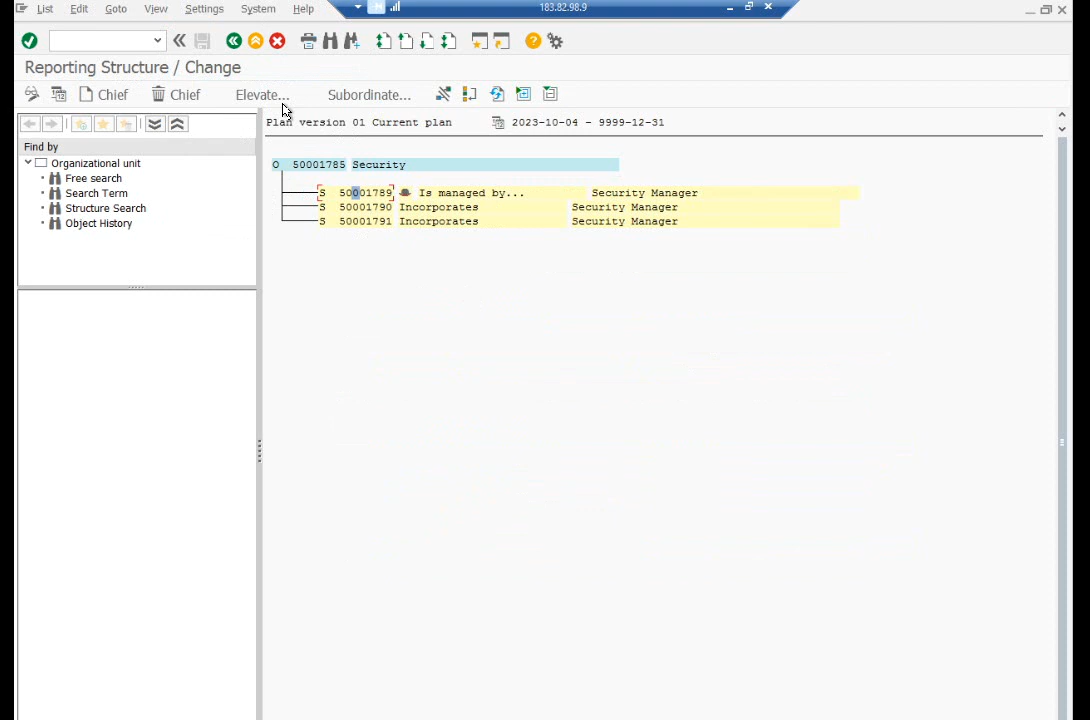 List Edit Goto View Settings System Help 183.82.98.9
Reporting Structure / Change
Chief Chief Elevate... Subordinate...
Plan version 01 Current plan 2023-10-04 - 9999-12-31
Find by
Organizational unit
Free search
Search Term
Structure Search
Object History
O 50001785 Security
S 50001789 Is managed by... Security Manager
S 50001790 Incorporates Security Manager
S 50001791 Incorporates Security Manager